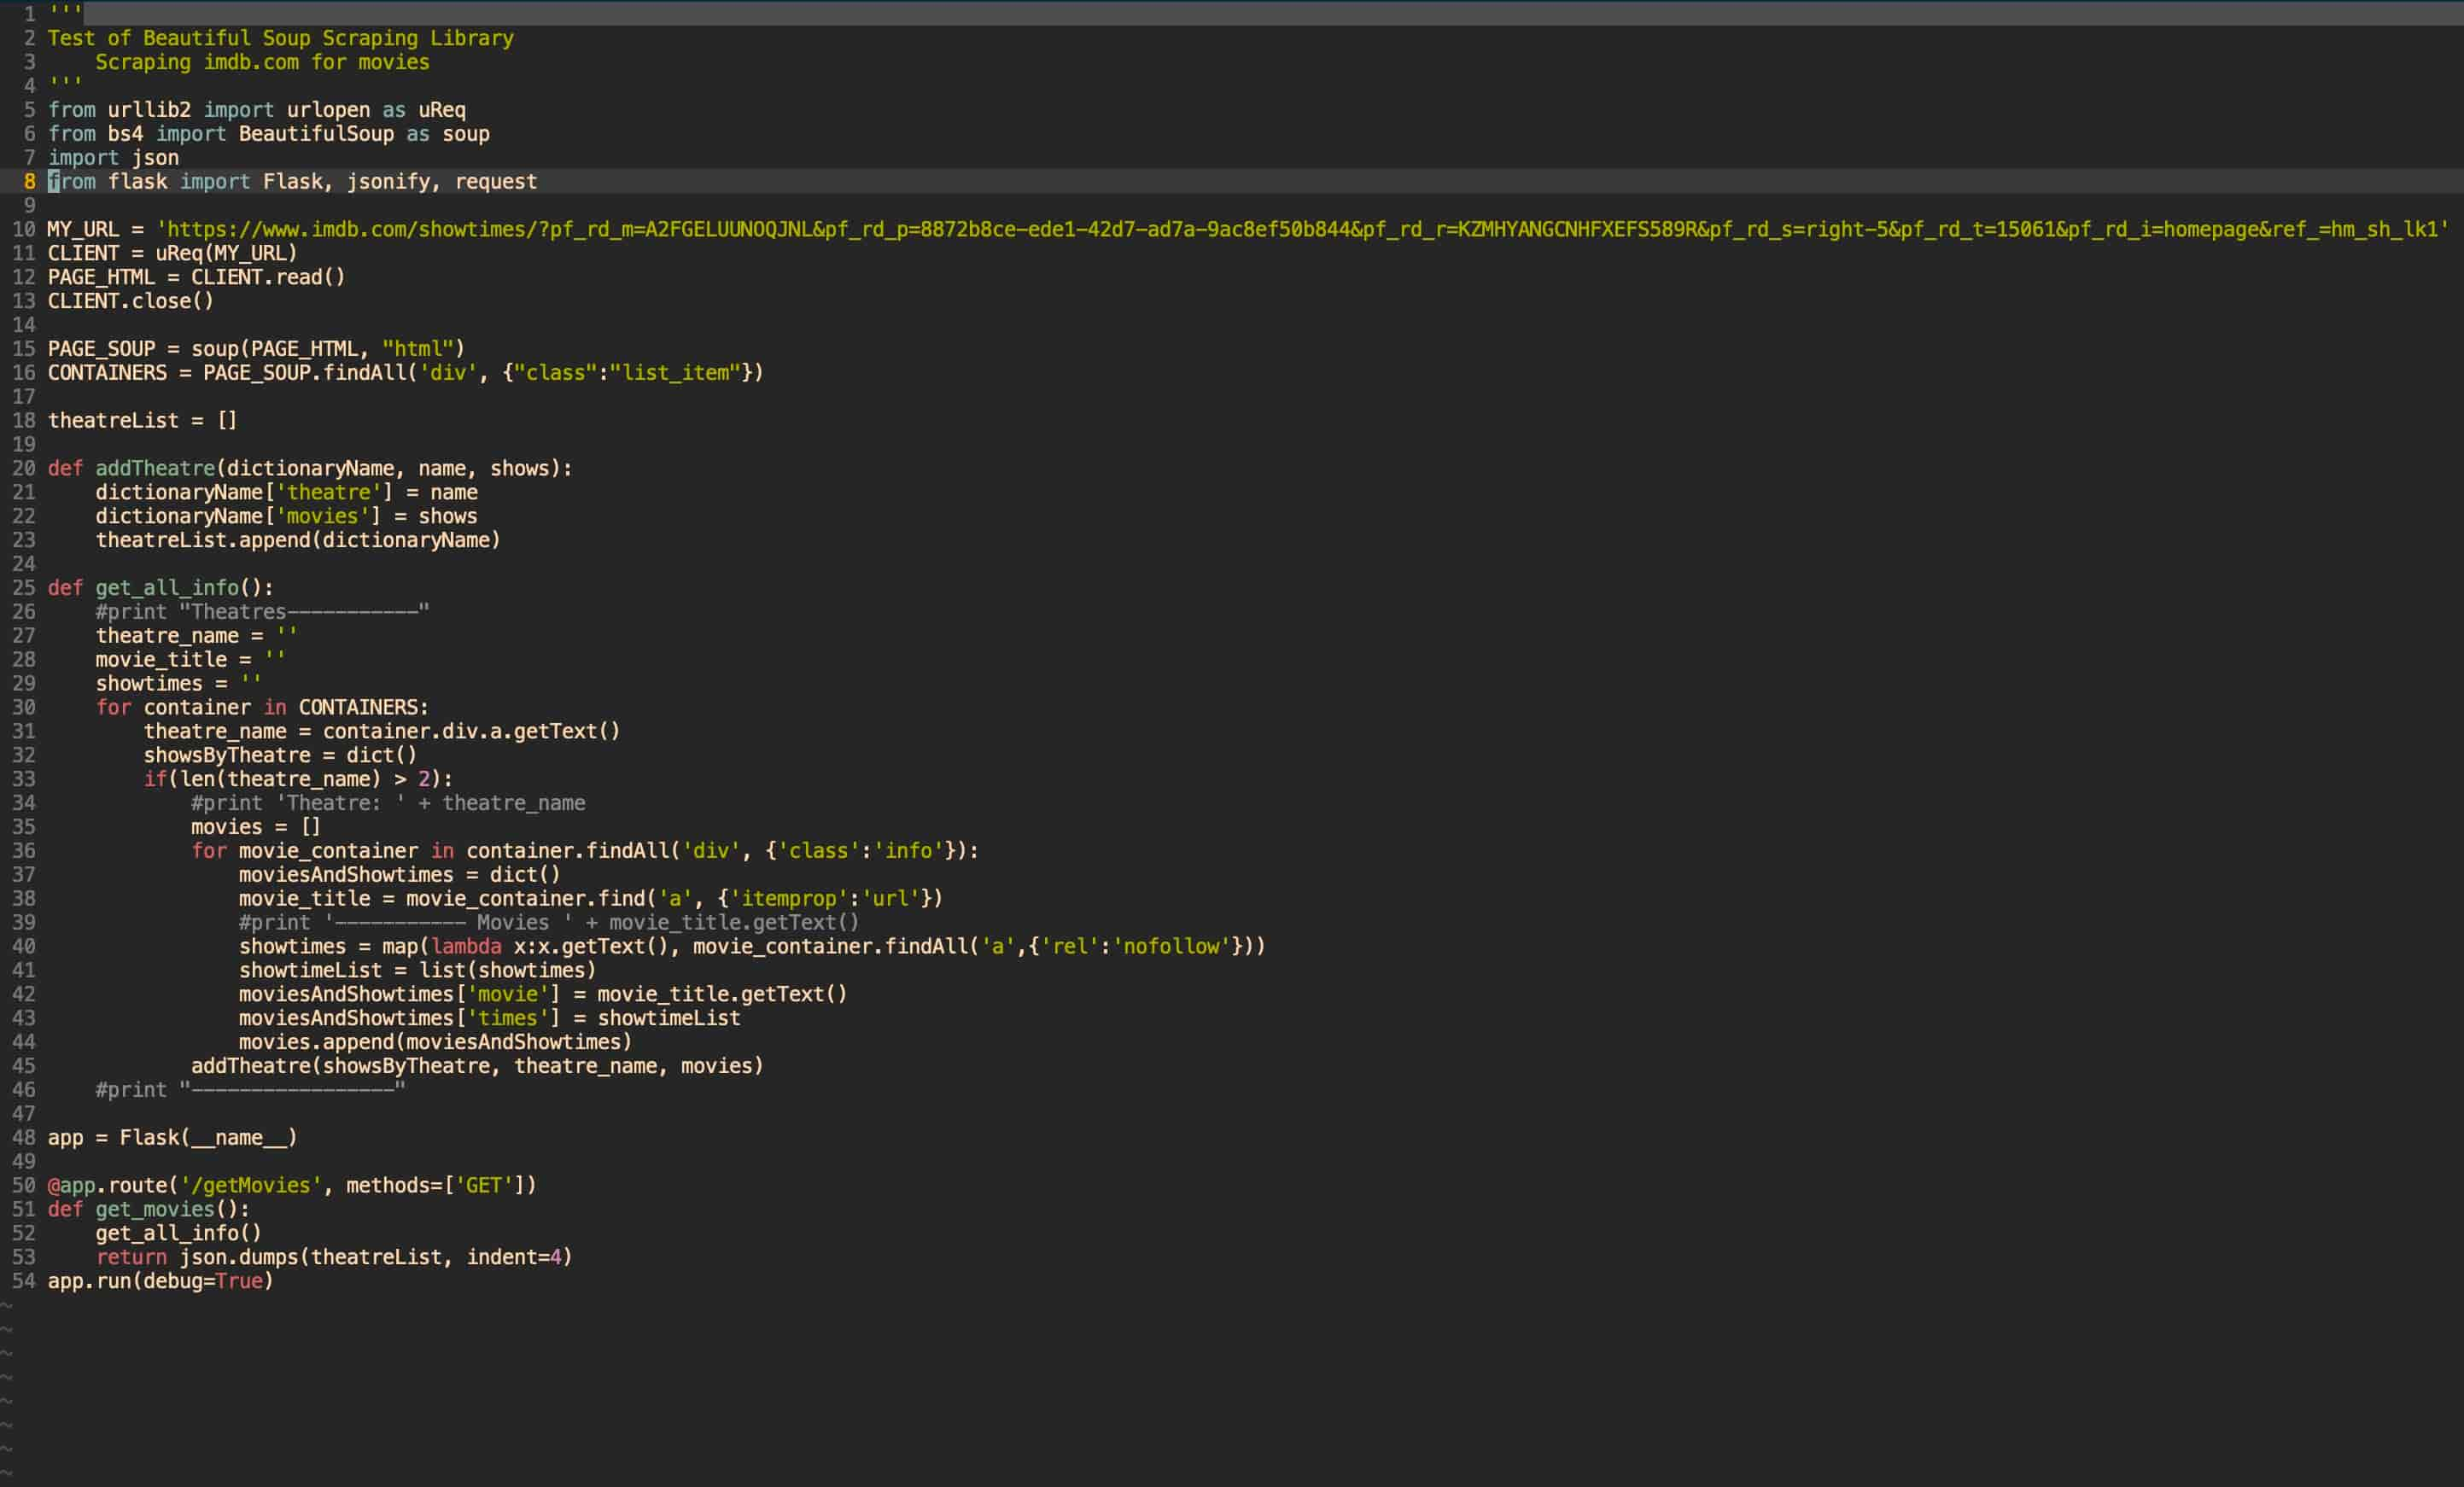 1 '''
2 Test of Beautiful Soup Scraping Library
3     Scraping imdb.com for movies
4 '''
5 from urllib2 import urlopen as uReq
6 from bs4 import BeautifulSoup as soup
7 import json
8 from flask import Flask, jsonify, request
9
10 MY_URL = 'https://www.imdb.com/showtimes/?pf_rd_m=A2FGELUUNOQJNL&pf_rd_p=8872b8ce-ede1-42d7-ad7a-9ac8ef50b844&pf_rd_r=KZMHYANGCNHFXEFS589R&pf_rd_s=right-5&pf_rd_t=15061&pf_rd_i=homepage&ref_=hm_sh_lk1'
11 CLIENT = uReq(MY_URL)
12 PAGE_HTML = CLIENT.read()
13 CLIENT.close()
14
15 PAGE_SOUP = soup(PAGE_HTML, "html")
16 CONTAINERS = PAGE_SOUP.findAll('div', {"class":"list_item"})
17
18 theatreList = []
19
20 def addTheatre(dictionaryName, name, shows):
21     dictionaryName['theatre'] = name
22     dictionaryName['movies'] = shows
23     theatreList.append(dictionaryName)
24
25 def get_all_info():
26     #print "Theatres-----------"
27     theatre_name = ''
28     movie_title = ''
29     showtimes = ''
30     for container in CONTAINERS:
31         theatre_name = container.div.a.getText()
32         showsByTheatre = dict()
33         if(len(theatre_name) > 2):
34             #print 'Theatre: ' + theatre_name
35             movies = []
36             for movie_container in container.findAll('div', {'class':'info'}):
37                 moviesAndShowtimes = dict()
38                 movie_title = movie_container.find('a', {'itemprop':'url'})
39                 #print '----------- Movies ' + movie_title.getText()
40                 showtimes = map(lambda x:x.getText(), movie_container.findAll('a',{'rel':'nofollow'}))
41                 showtimeList = list(showtimes)
42                 moviesAndShowtimes['movie'] = movie_title.getText()
43                 moviesAndShowtimes['times'] = showtimeList
44                 movies.append(moviesAndShowtimes)
45             addTheatre(showsByTheatre, theatre_name, movies)
46     #print "-----------------"
47
48 app = Flask(__name__)
49
50 @app.route('/getMovies', methods=['GET'])
51 def get_movies():
52     get_all_info()
53     return json.dumps(theatreList, indent=4)
54 app.run(debug=True)
~
~
~
~
~
~
~
~